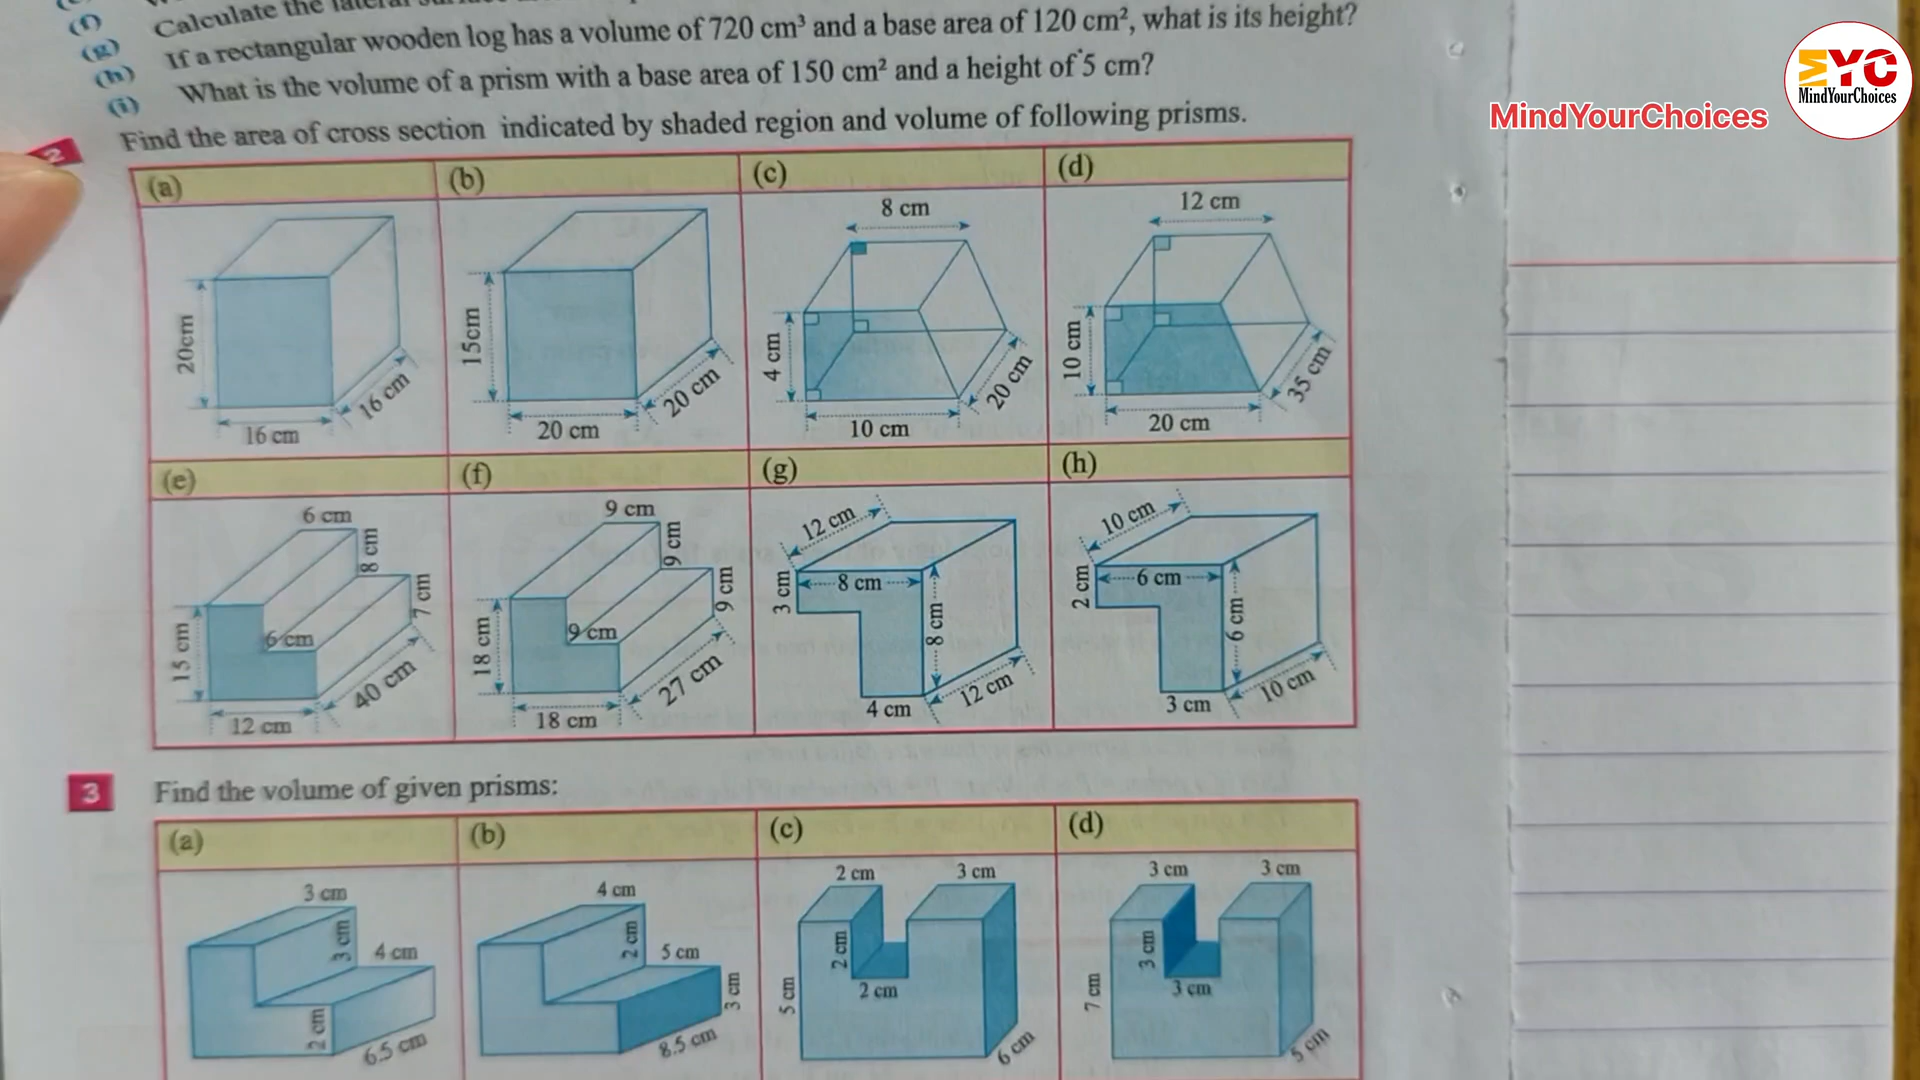 (f) Calculate the
(g) If a rectangular wooden log has a volume of 720 cm³ and a base area of 120 cm², what is its height?
(h) What is the volume of a prism with a base area of 150 cm² and a height of 5 cm?
(i)
MYC
MindYourChoices
MindYourChoices
2 Find the area of cross section indicated by shaded region and volume of following prisms.
(a) (b) (c) (d)
20cm 16 cm 16 cm
15cm 20 cm 20 cm
8 cm 4 cm 10 cm 20 cm
12 cm 10 cm 20 cm 35 cm
(e) (f) (g) (h)
6 cm 8 cm 7 cm 15 cm 6 cm 12 cm 40 cm
9 cm 9 cm 9 cm 18 cm 9 cm 18 cm 27 cm
12 cm 3 cm 8 cm 8 cm 4 cm 12 cm
10 cm 2 cm 6 cm 6 cm 3 cm 10 cm
3 Find the volume of given prisms:
(a) (b) (c) (d)
3 cm 3 cm 4 cm 2 cm 6.5 cm
4 cm 2 cm 5 cm 3 cm 8.5 cm
2 cm 3 cm 2 cm 2 cm 5 cm 6 cm
3 cm 3 cm 3 cm 3 cm 7 cm 5 cm